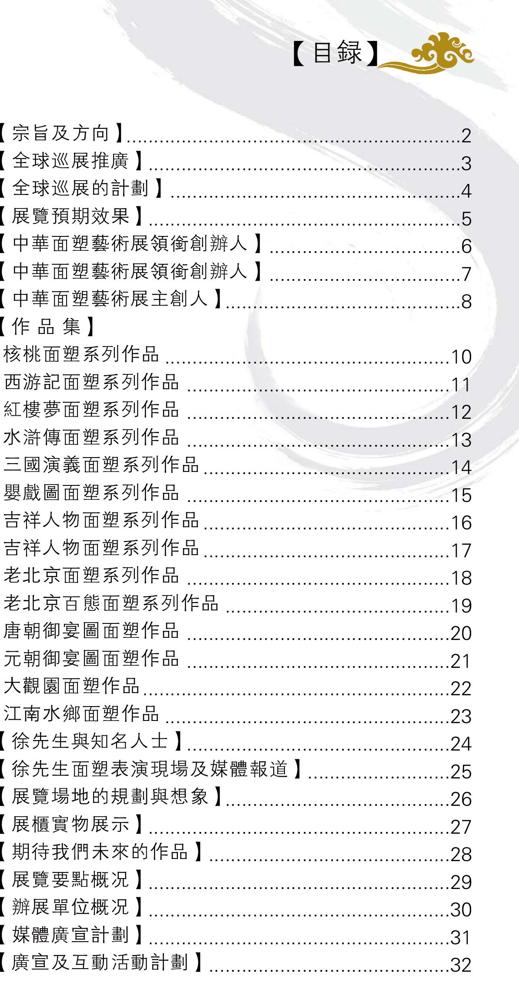 【目録】
【宗旨及方向】............................................................2
【全球巡展推廣】........................................................3
【全球巡展的計劃】....................................................4
【展覽預期效果】........................................................5
【中華面塑藝術展領銜創辦人】..................................6
【中華面塑藝術展領銜創辦人】..................................7
【中華面塑藝術展主創人】..........................................8
【作 品 集】
核桃面塑系列作品 ...................................................10
西游記面塑系列作品 ...............................................11
紅樓夢面塑系列作品 ...............................................12
水滸傳面塑系列作品 ...............................................13
三國演義面塑系列作品 ............................................14
嬰戲圖面塑系列作品 ...............................................15
吉祥人物面塑系列作品 ............................................16
吉祥人物面塑系列作品 ............................................17
老北京面塑系列作品 ...............................................18
老北京百態面塑系列作品 ........................................19
唐朝御宴圖面塑作品 ...............................................20
元朝御宴圖面塑作品 ...............................................21
大觀園面塑作品.......................................................22
江南水鄉面塑作品 ...................................................23
【徐先生與知名人士】...............................................24
【徐先生面塑表演現場及媒體報道】.........................25
【展覽場地的規劃與想象】........................................26
【展櫃實物展示】......................................................27
【期待我們未來的作品】...........................................28
【展覽要點概况】......................................................29
【辦展單位概况】......................................................30
【媒體廣宣計劃】......................................................31
【廣宣及互動活動計劃】...........................................32